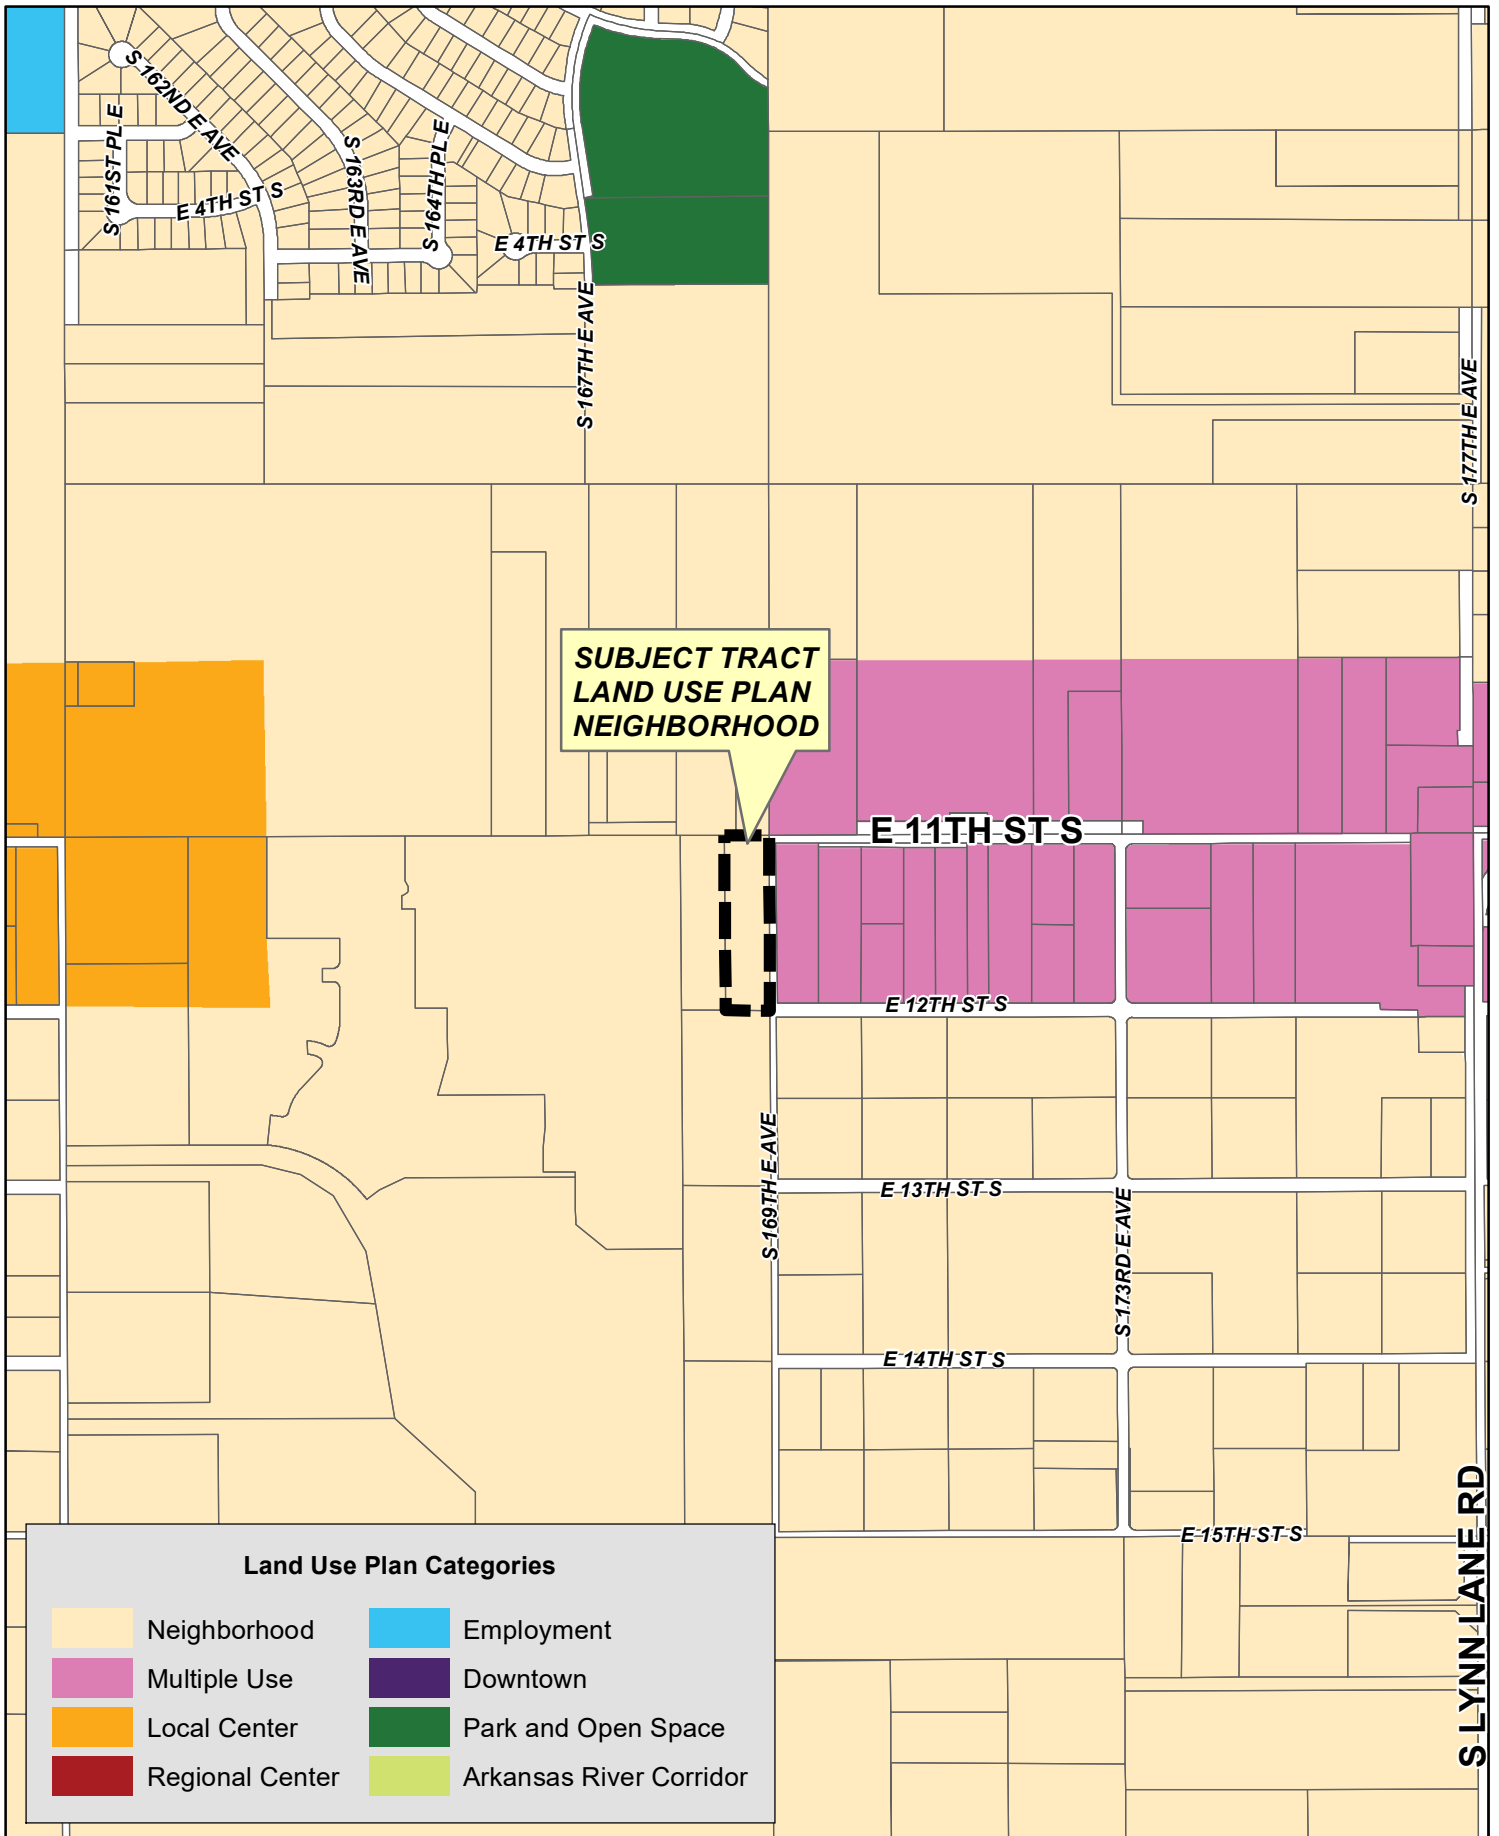 S 162ND E AVE
S 161ST PL E
E 4TH ST S
S 163RD E AVE
S 164TH PL E
E 4TH ST S
S 167TH E AVE
S 177TH E AVE
SUBJECT TRACT
LAND USE PLAN
NEIGHBORHOOD
E 11TH ST S
E 12TH ST S
S 169TH E AVE
E 13TH ST S
S 173RD E AVE
E 14TH ST S
E 15TH ST S
S LYNN LANE RD
Land Use Plan Categories
Neighborhood
Employment
Multiple Use
Downtown
Local Center
Park and Open Space
Regional Center
Arkansas River Corridor